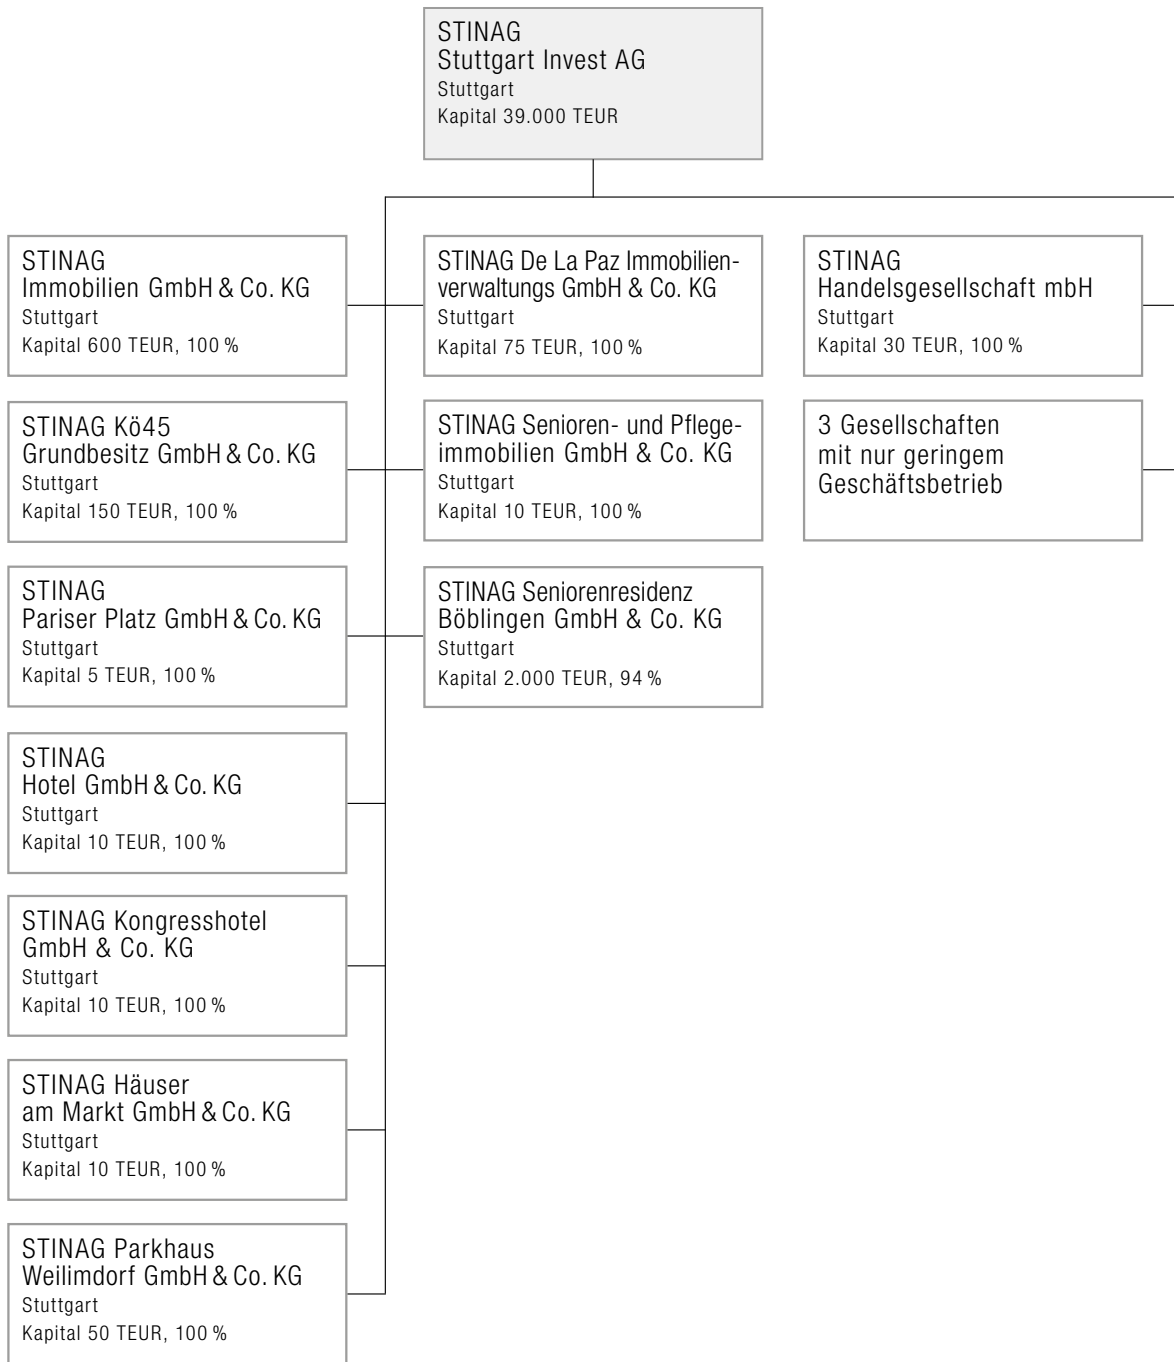 STINAG
Stuttgart Invest AG
Stuttgart
Kapital 39.000 TEUR
STINAG
Immobilien GmbH & Co. KG
Stuttgart
Kapital 600 TEUR, 100 %
STINAG Kö45
Grundbesitz GmbH & Co. KG
Stuttgart
Kapital 150 TEUR, 100 %
STINAG
Pariser Platz GmbH & Co. KG
Stuttgart
Kapital 5 TEUR, 100 %
STINAG
Hotel GmbH & Co. KG
Stuttgart
Kapital 10 TEUR, 100 %
STINAG Kongresshotel
GmbH & Co. KG
Stuttgart
Kapital 10 TEUR, 100 %
STINAG Häuser
am Markt GmbH & Co. KG
Stuttgart
Kapital 10 TEUR, 100 %
STINAG Parkhaus
Weilimdorf GmbH & Co. KG
Stuttgart
Kapital 50 TEUR, 100 %
STINAG De La Paz Immobilien-
verwaltungs GmbH & Co. KG
Stuttgart
Kapital 75 TEUR, 100 %
STINAG Senioren- und Pflege-
immobilien GmbH & Co. KG
Stuttgart
Kapital 10 TEUR, 100 %
STINAG Seniorenresidenz
Böblingen GmbH & Co. KG
Stuttgart
Kapital 2.000 TEUR, 94 %
STINAG
Handelsgesellschaft mbH
Stuttgart
Kapital 30 TEUR, 100 %
3 Gesellschaften
mit nur geringem
Geschäftsbetrieb